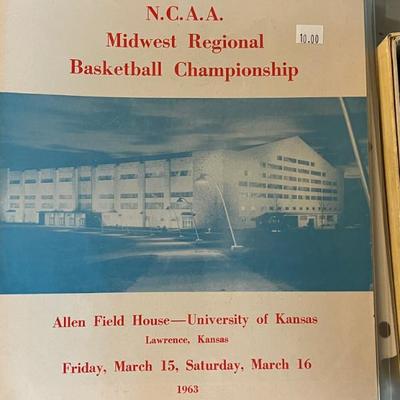 N.C.A.A.
10.00
Midwest Regional
Basketball Championship
Allen Field House—University of Kansas
Lawrence, Kansas
Friday, March 15, Saturday, March 16
1963